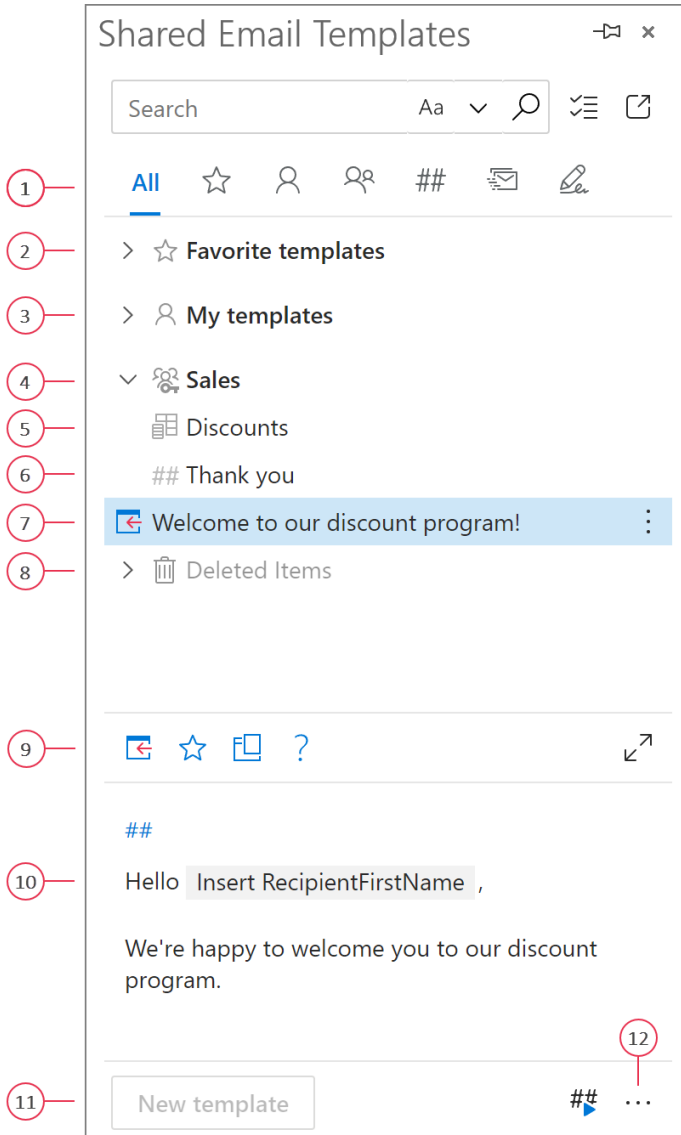 Shared Email Templates
Search Aa
1 All ##
2 Favorite templates
3 My templates
4 Sales
5 Discounts
6 ## Thank you
7 Welcome to our discount program!
8 Deleted Items
9 ?
##
10 Hello Insert RecipientFirstName ,
We're happy to welcome you to our discount
program.
12
11 New template ## ...